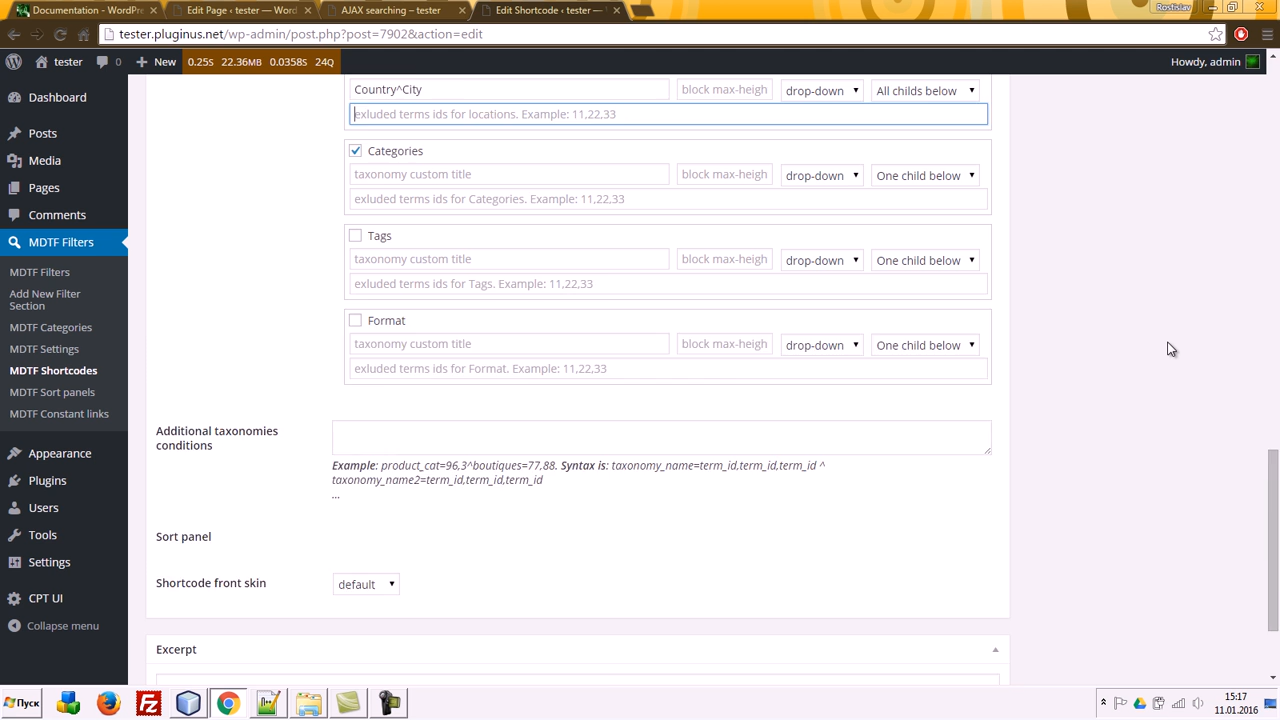 Documentation - WordPre
Edit Page ‹ tester — Wor
AJAX searching – tester
Edit Shortcode ‹ tester —
Rostislav
tester.pluginus.net/wp-admin/post.php?post=7902&action=edit
tester
0
New
0.25S 22.36MB 0.0358S 24Q
Howdy, admin
Dashboard
Posts
Media
Pages
Comments
MDTF Filters
MDTF Filters
Add New Filter
Section
MDTF Categories
MDTF Settings
MDTF Shortcodes
MDTF Sort panels
MDTF Constant links
Appearance
Plugins
Users
Tools
Settings
CPT UI
Collapse menu
Country^City
block max-heigh
drop-down
All childs below
exluded terms ids for locations. Example: 11,22,33
Categories
taxonomy custom title
block max-heigh
drop-down
One child below
exluded terms ids for Categories. Example: 11,22,33
Tags
taxonomy custom title
block max-heigh
drop-down
One child below
exluded terms ids for Tags. Example: 11,22,33
Format
taxonomy custom title
block max-heigh
drop-down
One child below
exluded terms ids for Format. Example: 11,22,33
Additional taxonomies
conditions
Example: product_cat=96,3^boutiques=77,88. Syntax is: taxonomy_name=term_id,term_id,term_id ^
taxonomy_name2=term_id,term_id,term_id
...
Sort panel
Shortcode front skin
default
Excerpt
Пуск
15:17
11.01.2016